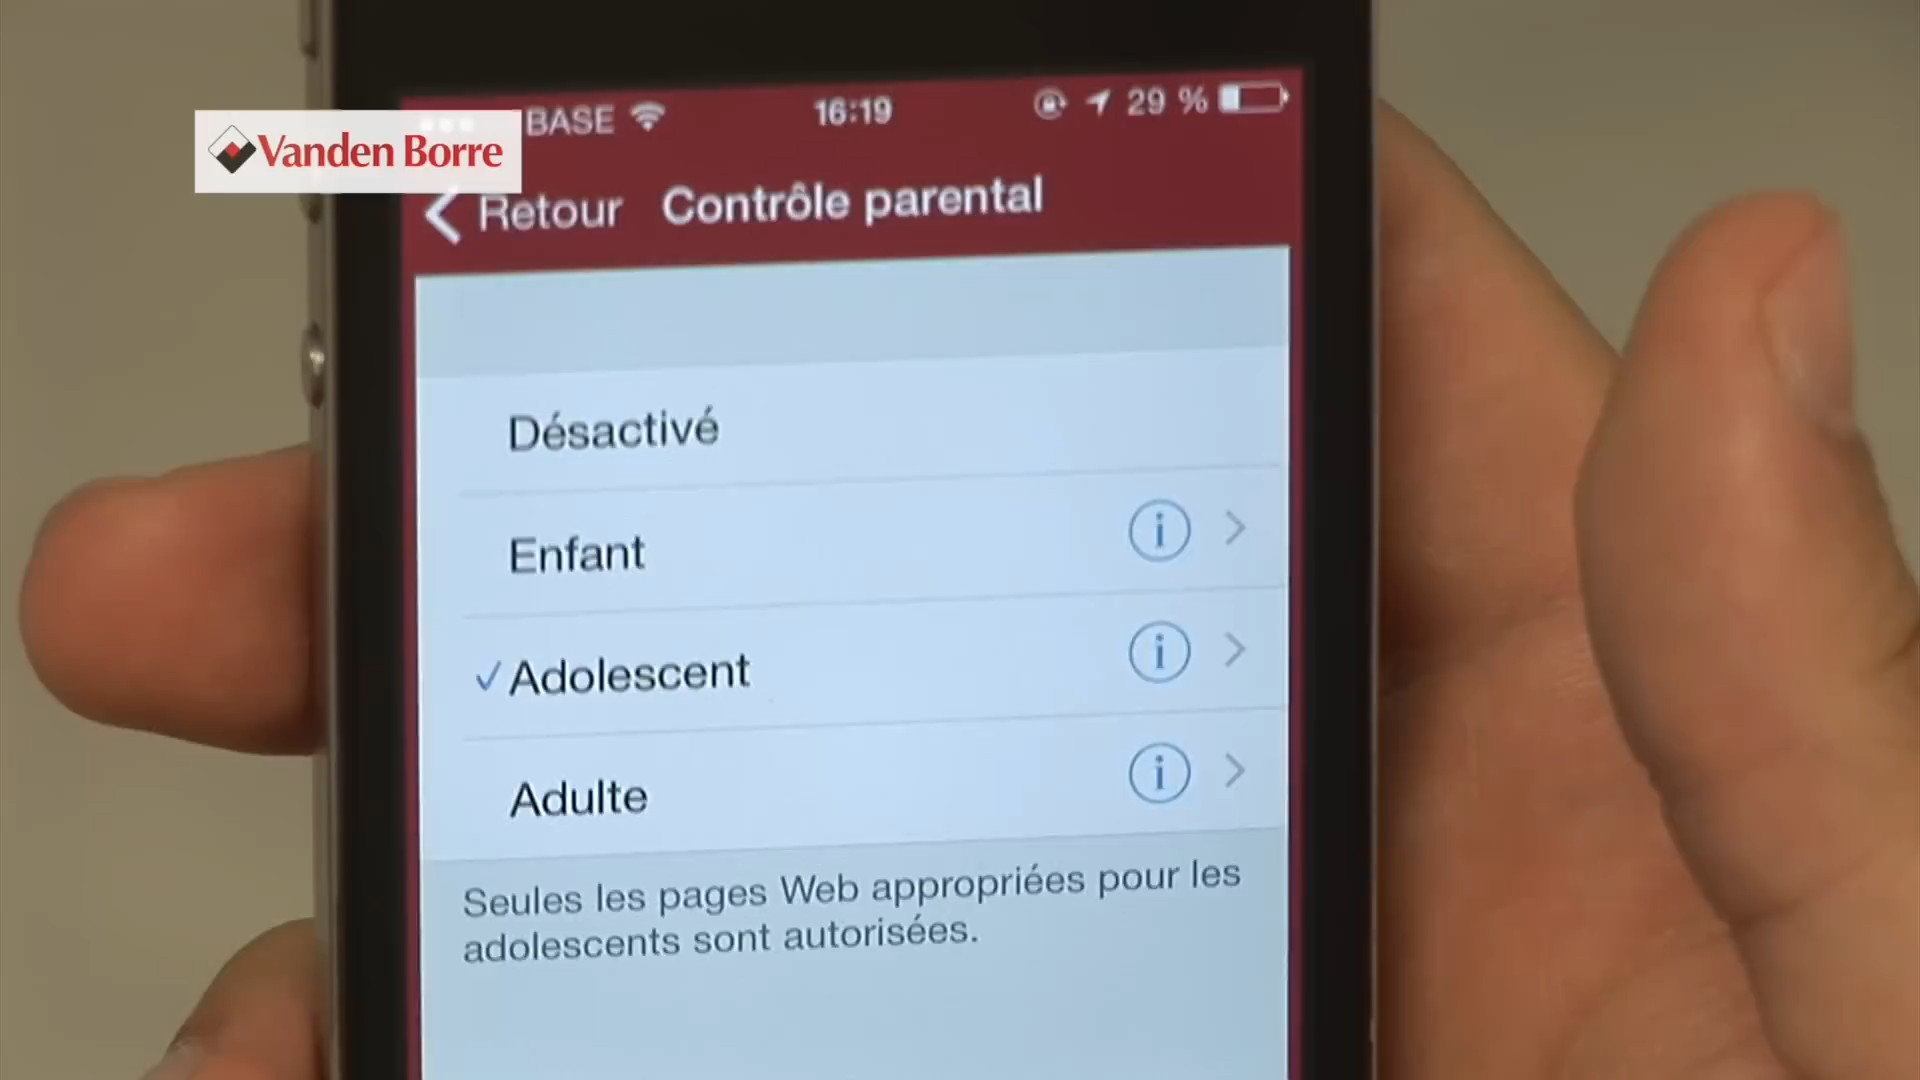 Vanden Borre
BASE 16:19 29 %
Retour Contrôle parental
Désactivé
Enfant
✓ Adolescent
Adulte
Seules les pages Web appropriées pour les
adolescents sont autorisées.